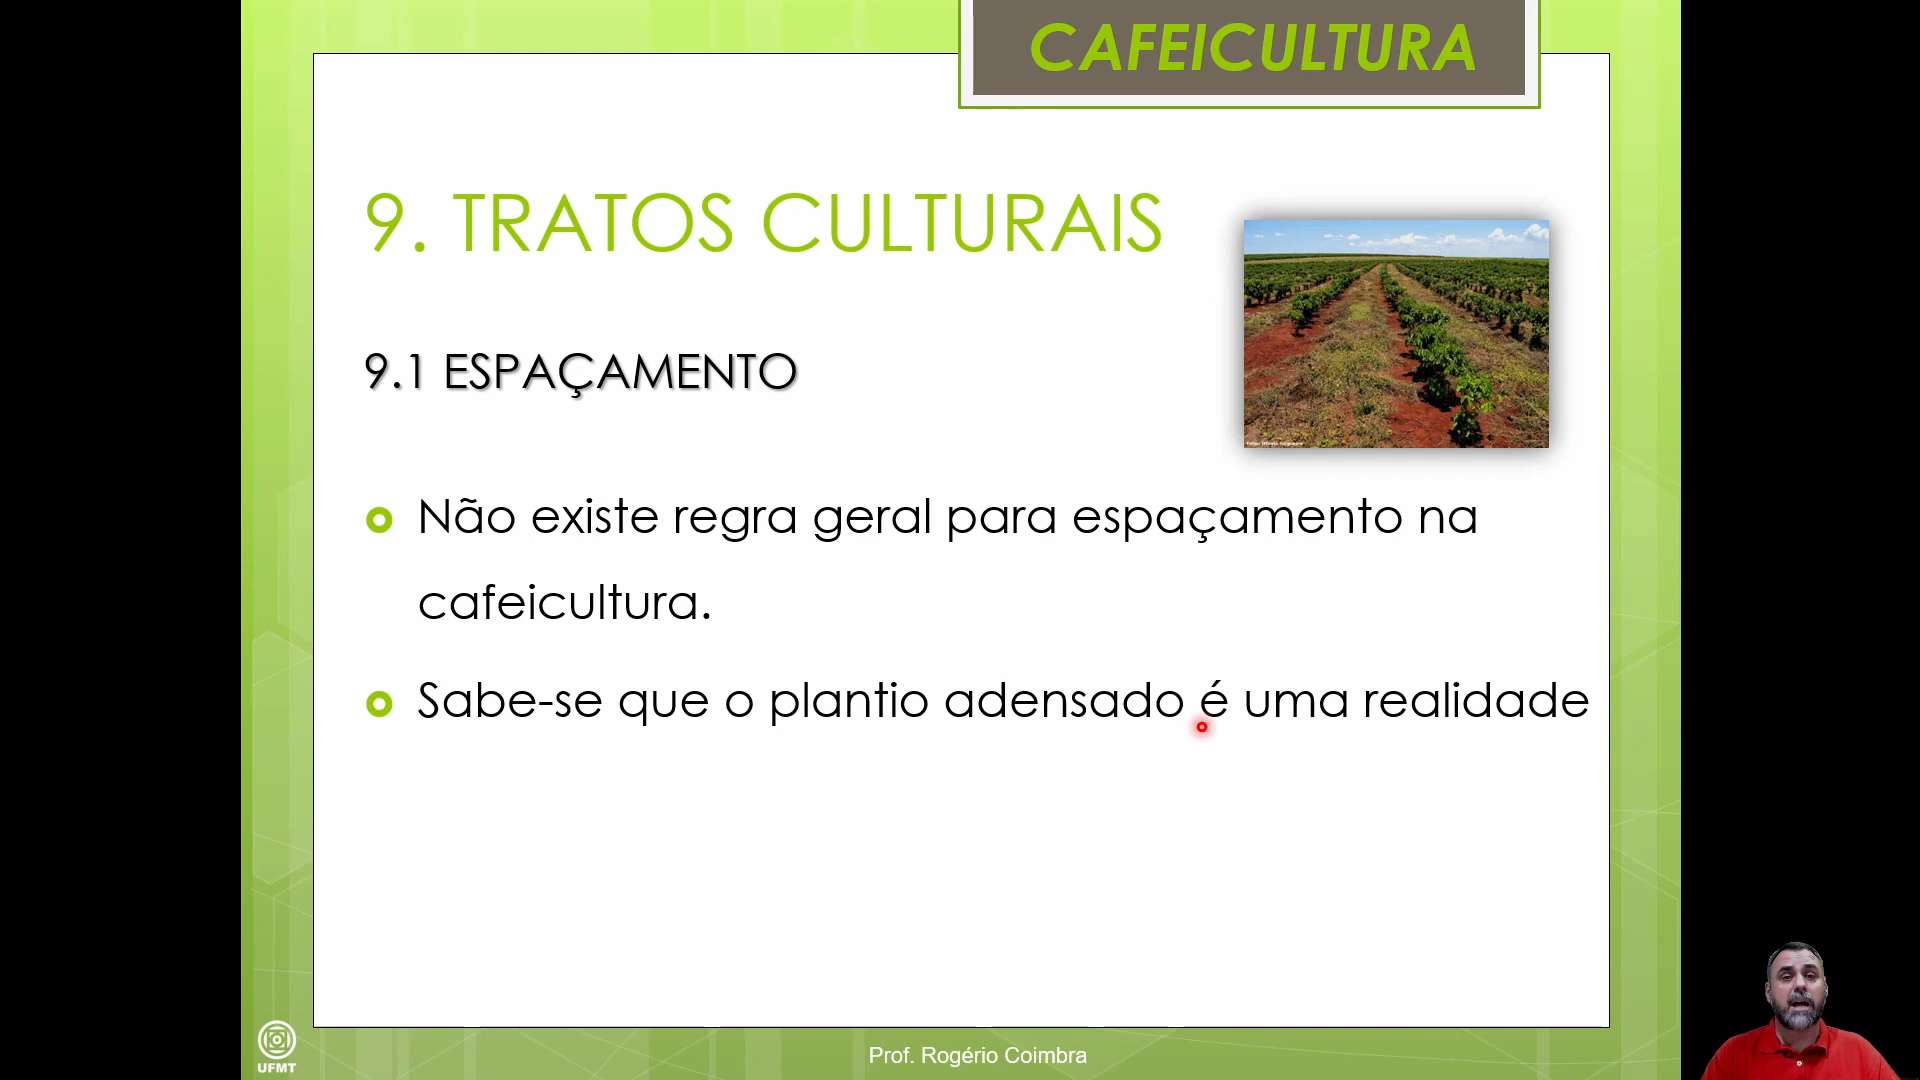 CAFEICULTURA
9. TRATOS CULTURAIS
9.1 ESPAÇAMENTO
Não existe regra geral para espaçamento na
cafeicultura.
Sabe-se que o plantio adensado é uma realidade
UFMT
Prof. Rogério Coimbra